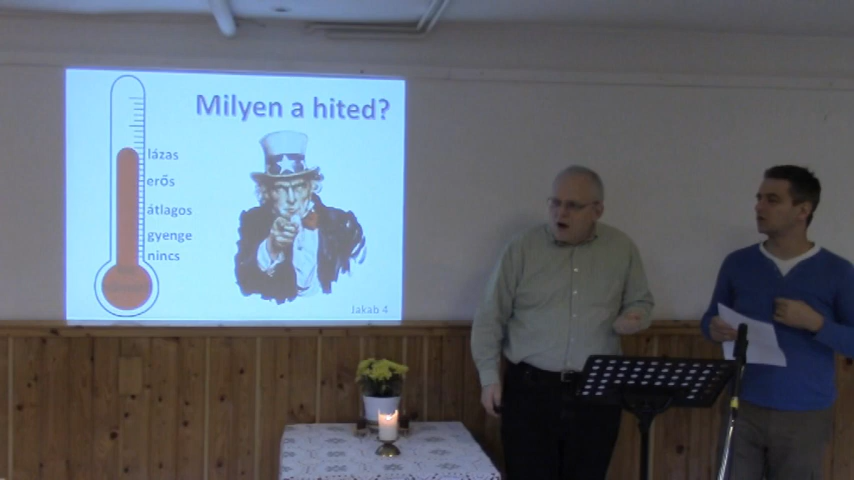 Milyen a hited?
lázas
erős
átlagos
gyenge
nincs
Jakab 4